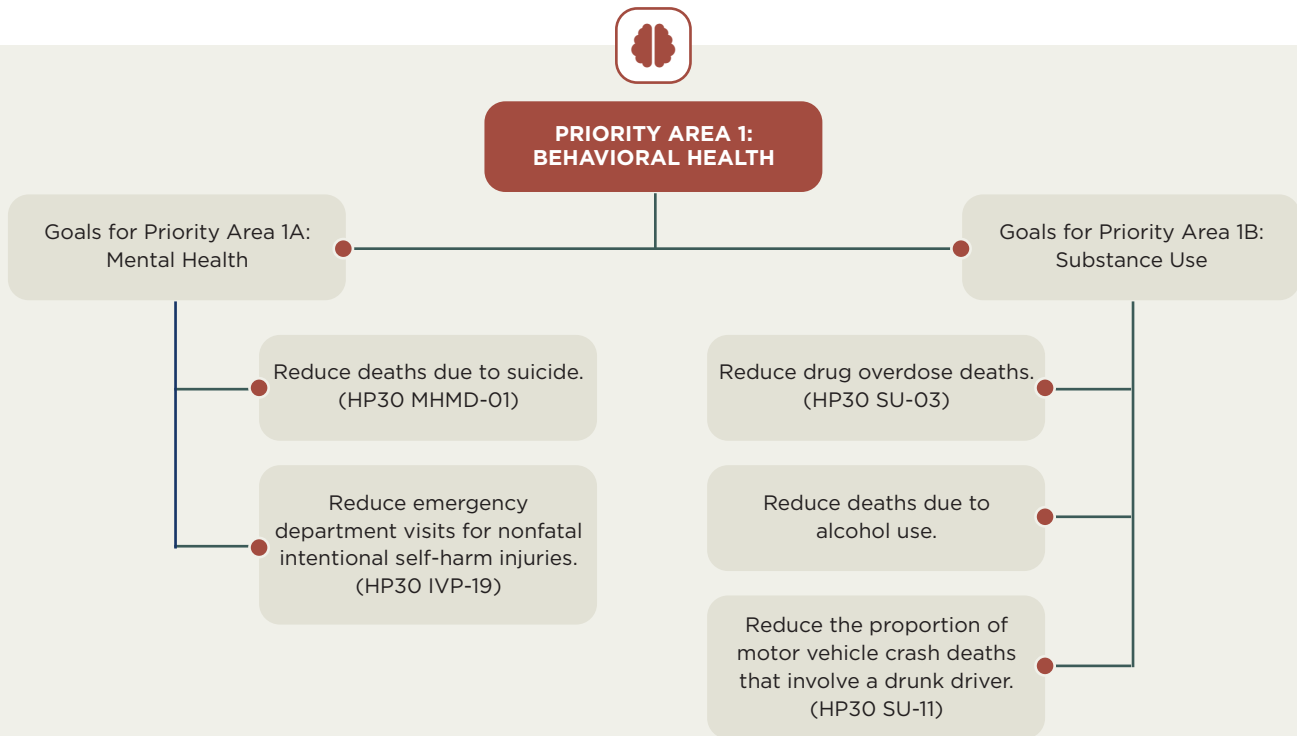 PRIORITY AREA 1:
BEHAVIORAL HEALTH
Goals for Priority Area 1A:
Mental Health
Reduce deaths due to suicide.
(HP30 MHMD-01)
Reduce emergency
department visits for nonfatal
intentional self-harm injuries.
(HP30 IVP-19)
Goals for Priority Area 1B:
Substance Use
Reduce drug overdose deaths.
(HP30 SU-03)
Reduce deaths due to
alcohol use.
Reduce the proportion of
motor vehicle crash deaths
that involve a drunk driver.
(HP30 SU-11)